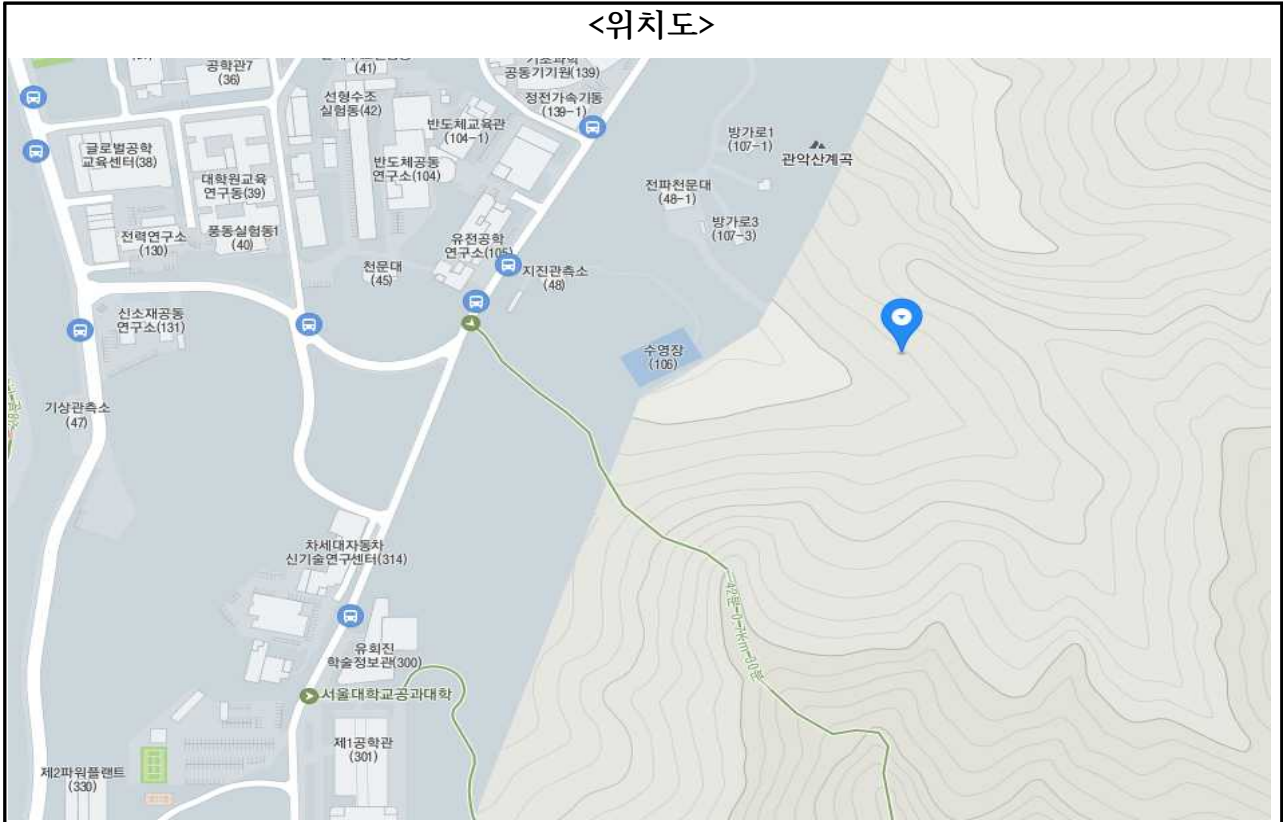 <위치도>
공학관7
(36)
(41)
공동기기원(139)
선형수조
실험동(42)
정전가속기동
(139-1)
반도체교육관
(104-1)
방가로1
(107-1)
관악산계곡
글로벌공학
교육센터(38)
대학원교육
연구동(39)
반도체공동
연구소(104)
전파천문대
(48-1)
방가로3
(107-3)
전력연구소
(130)
풍동실험동1
(40)
유전공학
연구소(105)
천문대
(45)
지진관측소
(48)
신소재공동
연구소(131)
수영장
(106)
기상관측소
(47)
차세대자동차
신기술연구센터(314)
유회진
학술정보관(300)
서울대학교공과대학
제1공학관
(301)
제2파워플랜트
(330)